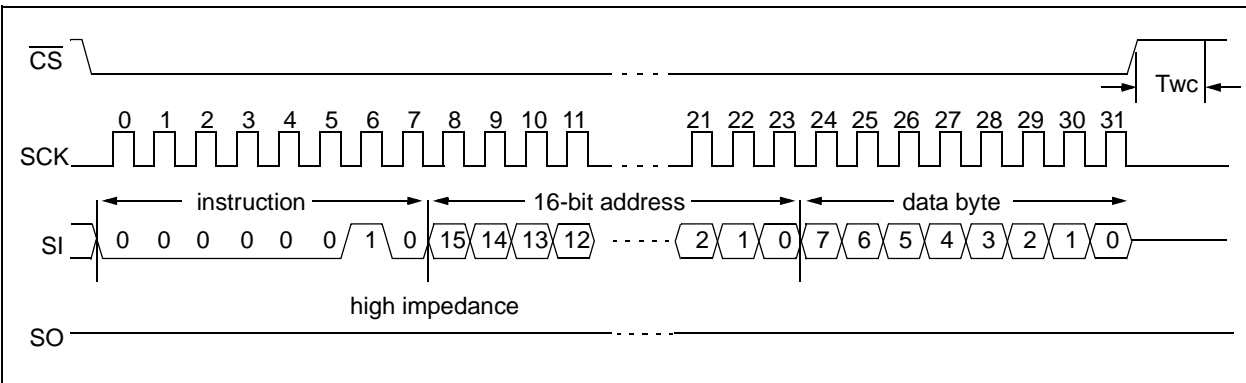 CS
Twc
0 1 2 3 4 5 6 7 8 9 10 11 21 22 23 24 25 26 27 28 29 30 31
SCK
instruction 16-bit address data byte
SI 0 0 0 0 0 0 1 0 15 14 13 12 2 1 0 7 6 5 4 3 2 1 0
high impedance
SO